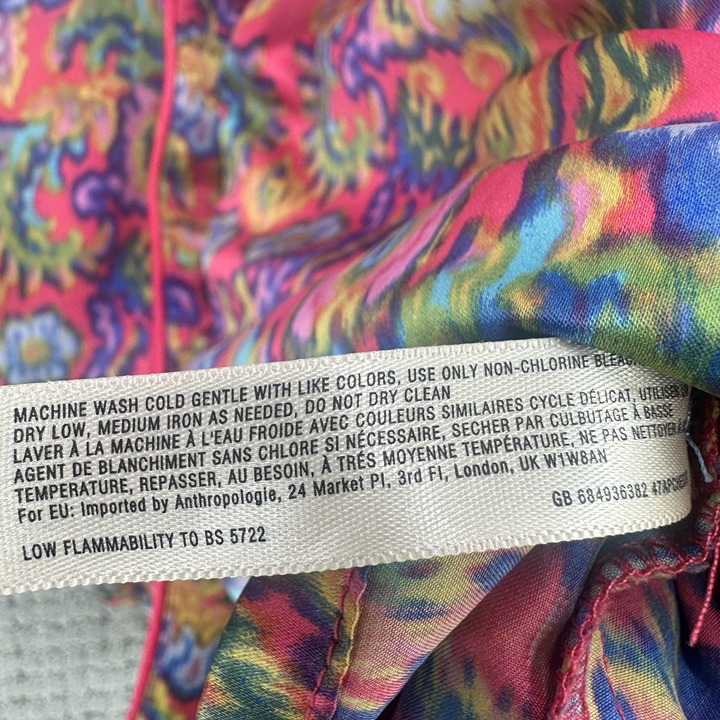 MACHINE WASH COLD GENTLE WITH LIKE COLORS, USE ONLY NON-CHLORINE
DRY LOW, MEDIUM IRON AS NEEDED, DO NOT DRY CLEAN
LAVER À LA MACHINE À L'EAU FROIDE AVEC COULEURS SIMILAIRES CYCLE DÉLICAT, UTILISER
AGENT DE BLANCHIMENT SANS CHLORE SI NÉCESSAIRE, SECHER PAR CULBUTAGE À BASSE
TEMPERATURE, REPASSER, AU BESOIN, À TRÉS MOYENNE TEMPÉRATURE, NE PAS NETTOYER
For EU: Imported by Anthropologie, 24 Market Pl, 3rd Fl, London, UK W1W8AN
GB 684936382
LOW FLAMMABILITY TO BS 5722